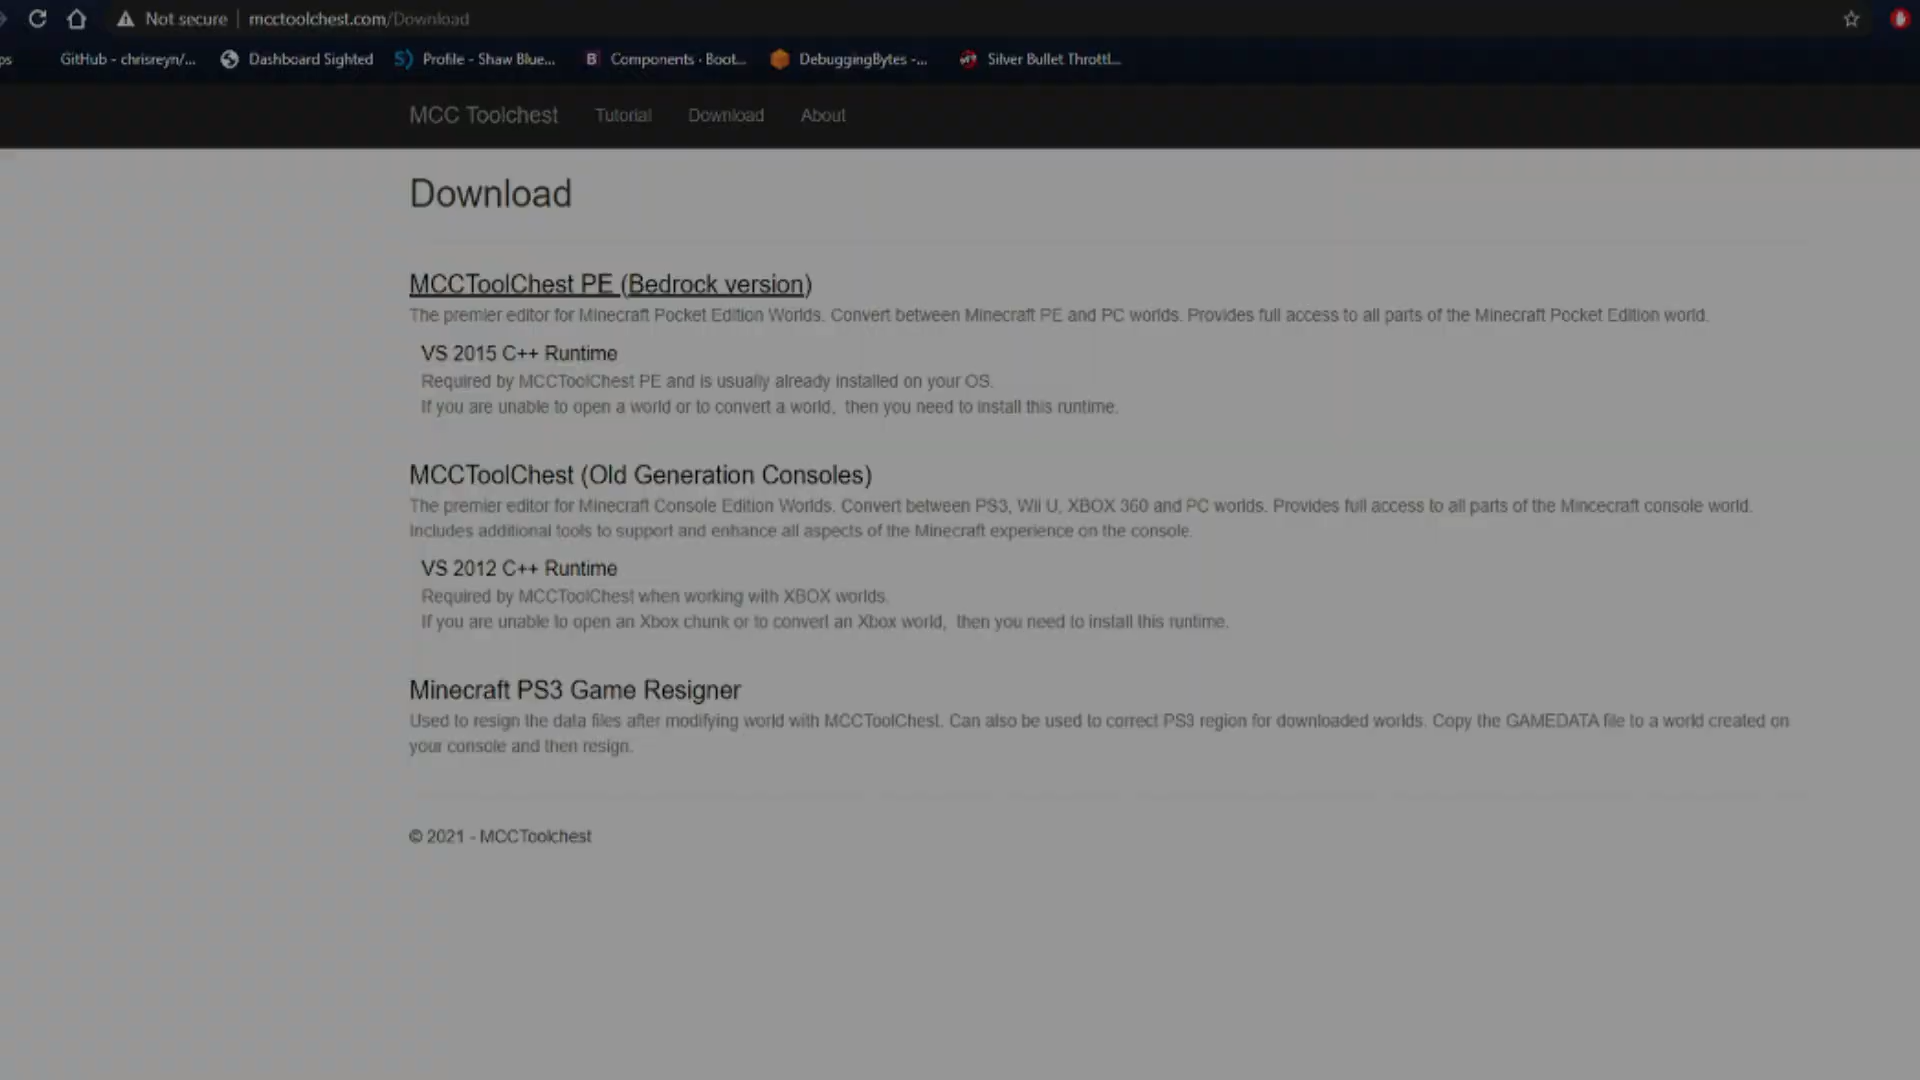 Not secure | mcctoolchest.com/Download
ps GitHub - chrisreyn/... Dashboard Sighted Profile - Shaw Blue... Components · Boot... DebuggingBytes -... Silver Bullet Throttl...
MCC Toolchest Tutorial Download About
Download
MCCToolChest PE (Bedrock version)
The premier editor for Minecraft Pocket Edition Worlds. Convert between Minecraft PE and PC worlds. Provides full access to all parts of the Minecraft Pocket Edition world.
VS 2015 C++ Runtime
Required by MCCToolChest PE and is usually already installed on your OS.
If you are unable to open a world or to convert a world, then you need to install this runtime.
MCCToolChest (Old Generation Consoles)
The premier editor for Minecraft Console Edition Worlds. Convert between PS3, Wii U, XBOX 360 and PC worlds. Provides full access to all parts of the Mincecraft console world.
Includes additional tools to support and enhance all aspects of the Minecraft experience on the console.
VS 2012 C++ Runtime
Required by MCCToolChest when working with XBOX worlds.
If you are unable to open an Xbox chunk or to convert an Xbox world, then you need to install this runtime.
Minecraft PS3 Game Resigner
Used to resign the data files after modifying world with MCCToolChest. Can also be used to correct PS3 region for downloaded worlds. Copy the GAMEDATA file to a world created on
your console and then resign.
© 2021 - MCCToolchest